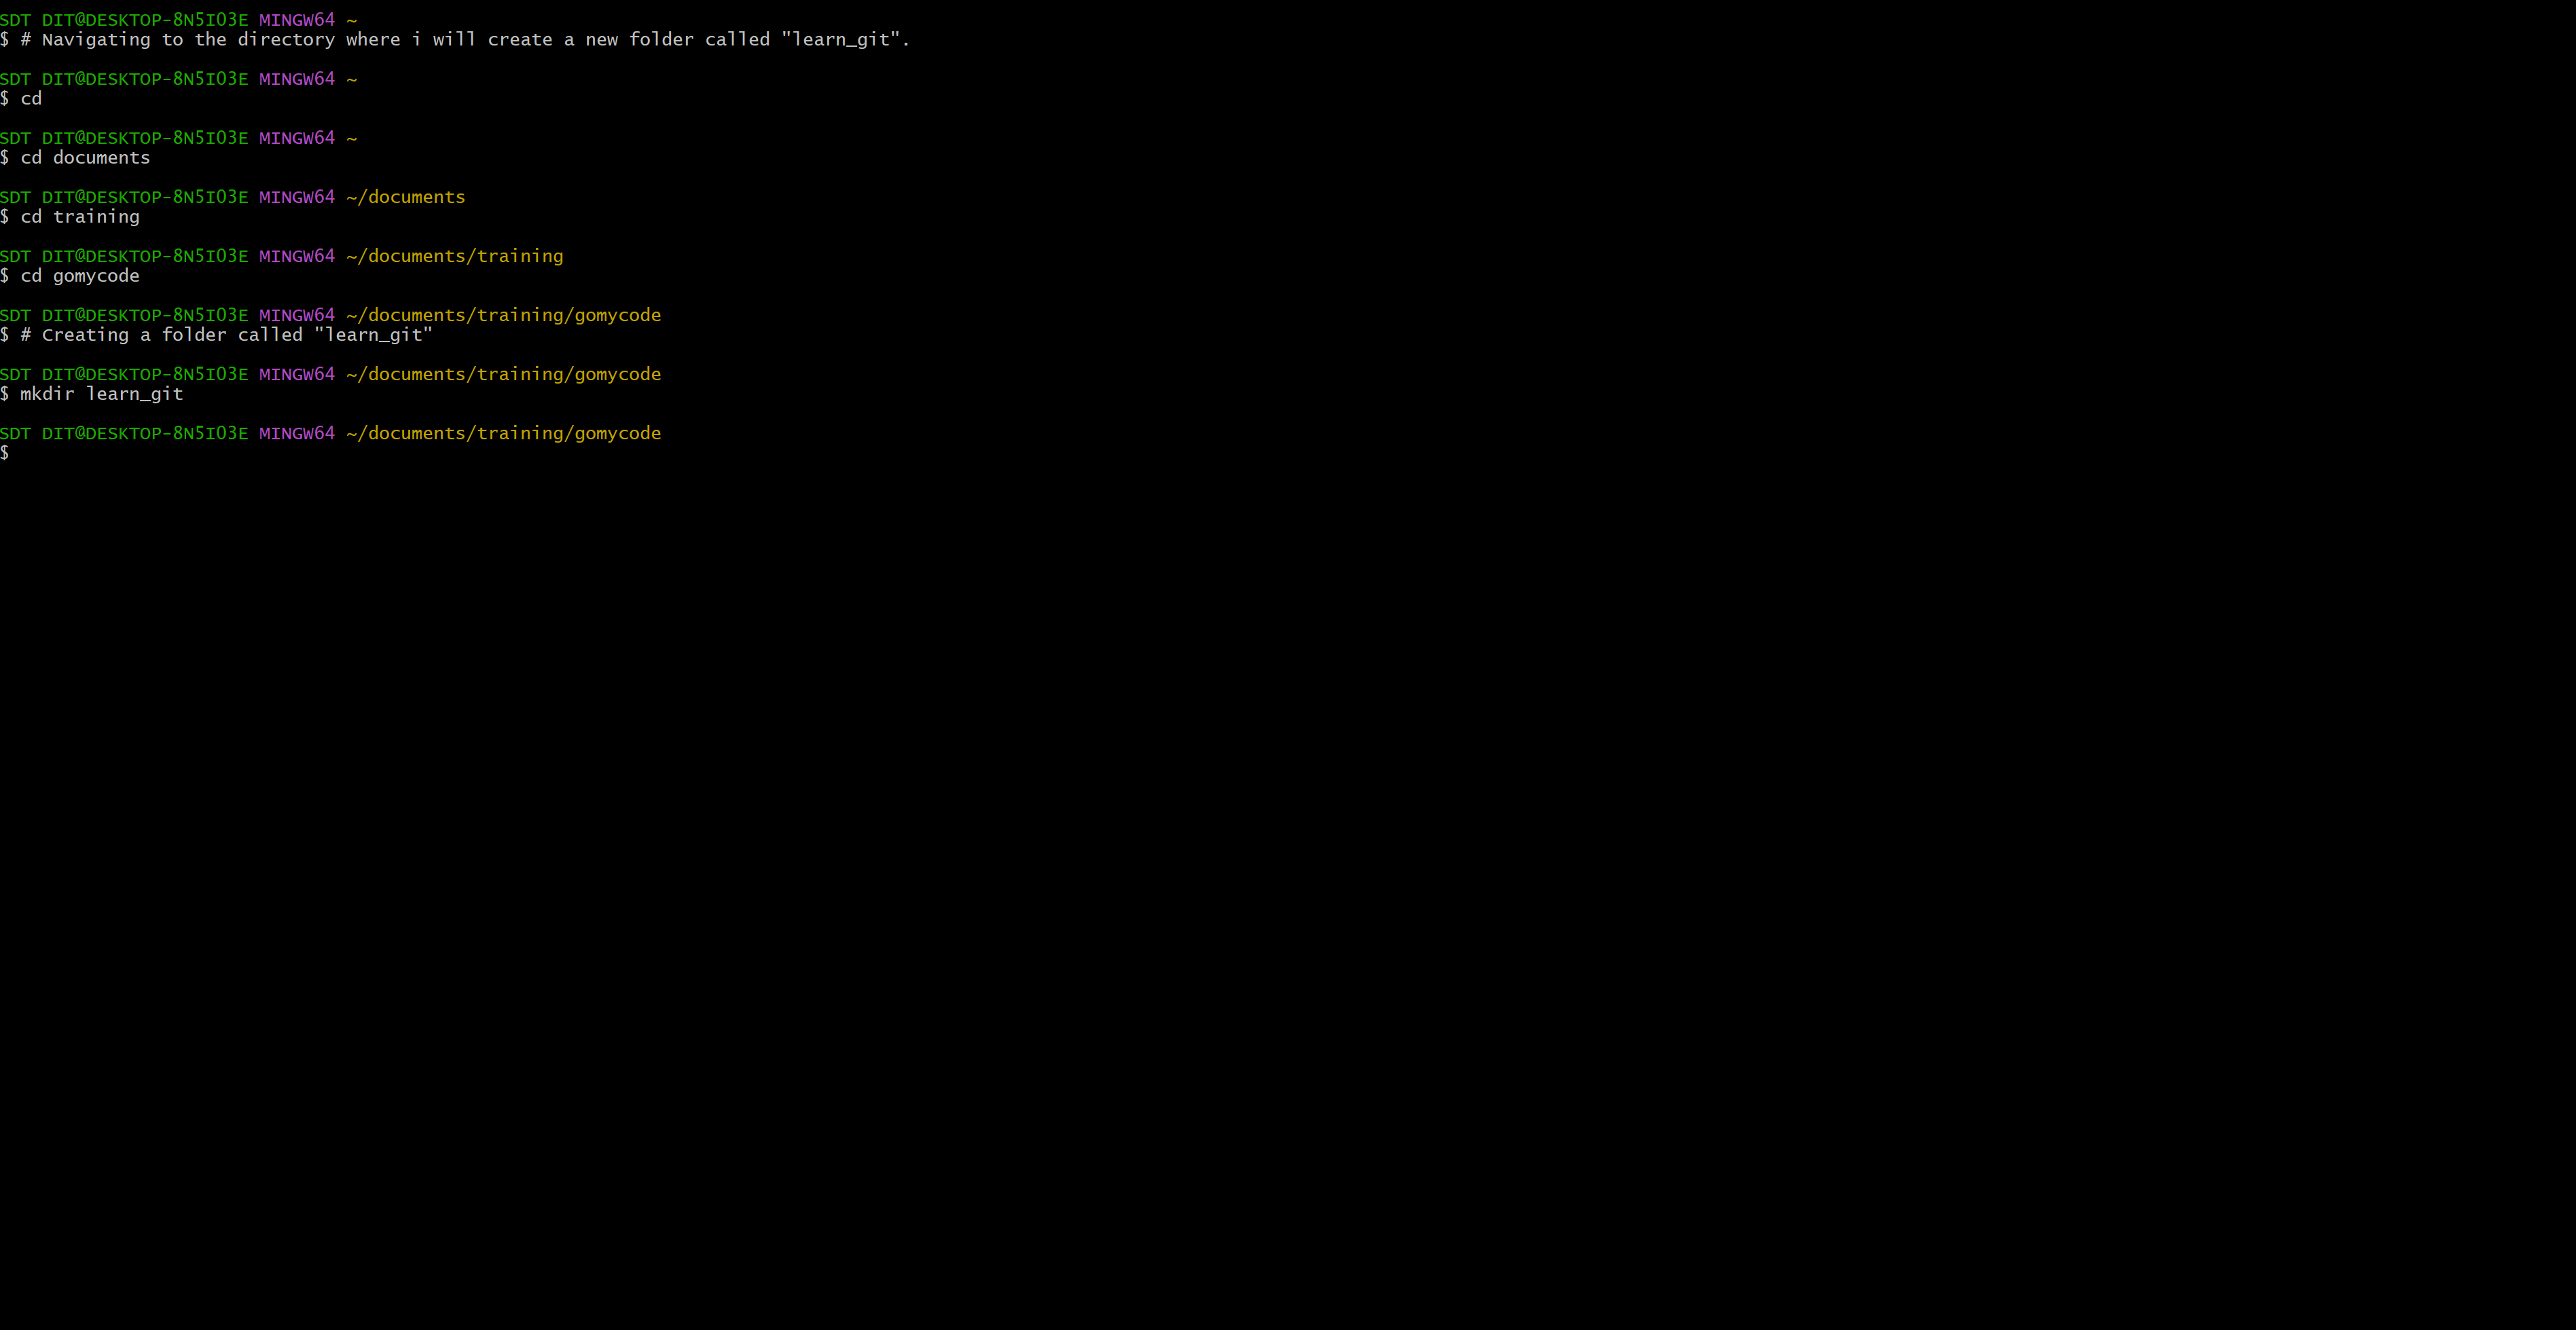 SDT DIT@DESKTOP-8N5I03E MINGW64 ~
$ # Navigating to the directory where i will create a new folder called "learn_git".
SDT DIT@DESKTOP-8N5I03E MINGW64 ~
$ cd
SDT DIT@DESKTOP-8N5I03E MINGW64 ~
$ cd documents
SDT DIT@DESKTOP-8N5I03E MINGW64 ~/documents
$ cd training
SDT DIT@DESKTOP-8N5I03E MINGW64 ~/documents/training
$ cd gomycode
SDT DIT@DESKTOP-8N5I03E MINGW64 ~/documents/training/gomycode
$ # Creating a folder called "learn_git"
SDT DIT@DESKTOP-8N5I03E MINGW64 ~/documents/training/gomycode
$ mkdir learn_git
SDT DIT@DESKTOP-8N5I03E MINGW64 ~/documents/training/gomycode
$